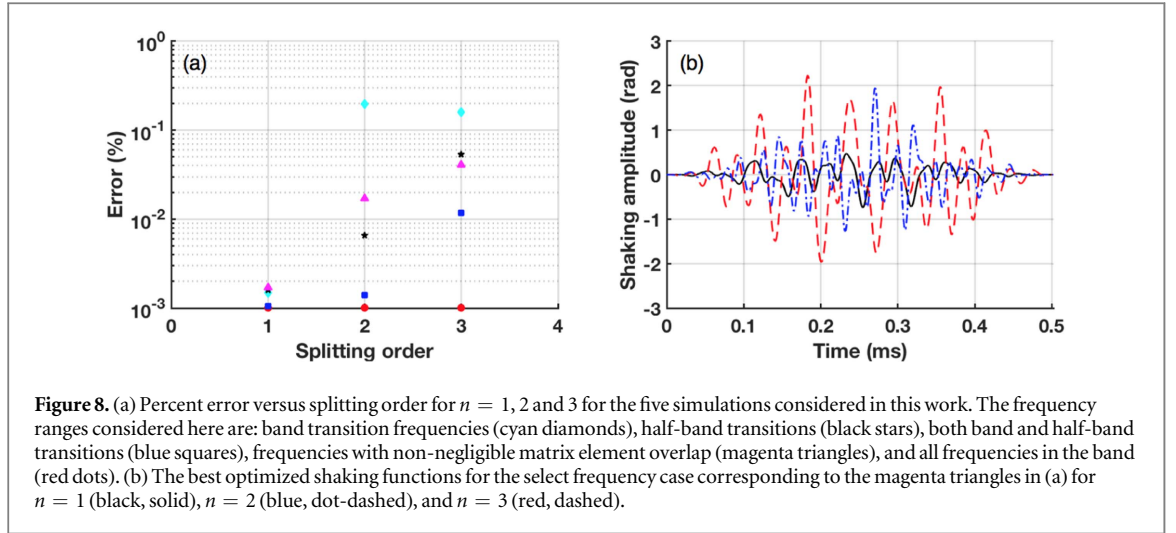 (a)
10^0
10^-1
10^-2
10^-3
Error (%)
0 1 2 3 4
Splitting order
(b)
3
2
1
0
-1
-2
-3
Shaking amplitude (rad)
0 0.1 0.2 0.3 0.4 0.5
Time (ms)
Figure 8. (a) Percent error versus splitting order for n = 1, 2 and 3 for the five simulations considered in this work. The frequency
ranges considered here are: band transition frequencies (cyan diamonds), half-band transitions (black stars), both band and half-band
transitions (blue squares), frequencies with non-negligible matrix element overlap (magenta triangles), and all frequencies in the band
(red dots). (b) The best optimized shaking functions for the select frequency case corresponding to the magenta triangles in (a) for
n = 1 (black, solid), n = 2 (blue, dot-dashed), and n = 3 (red, dashed).